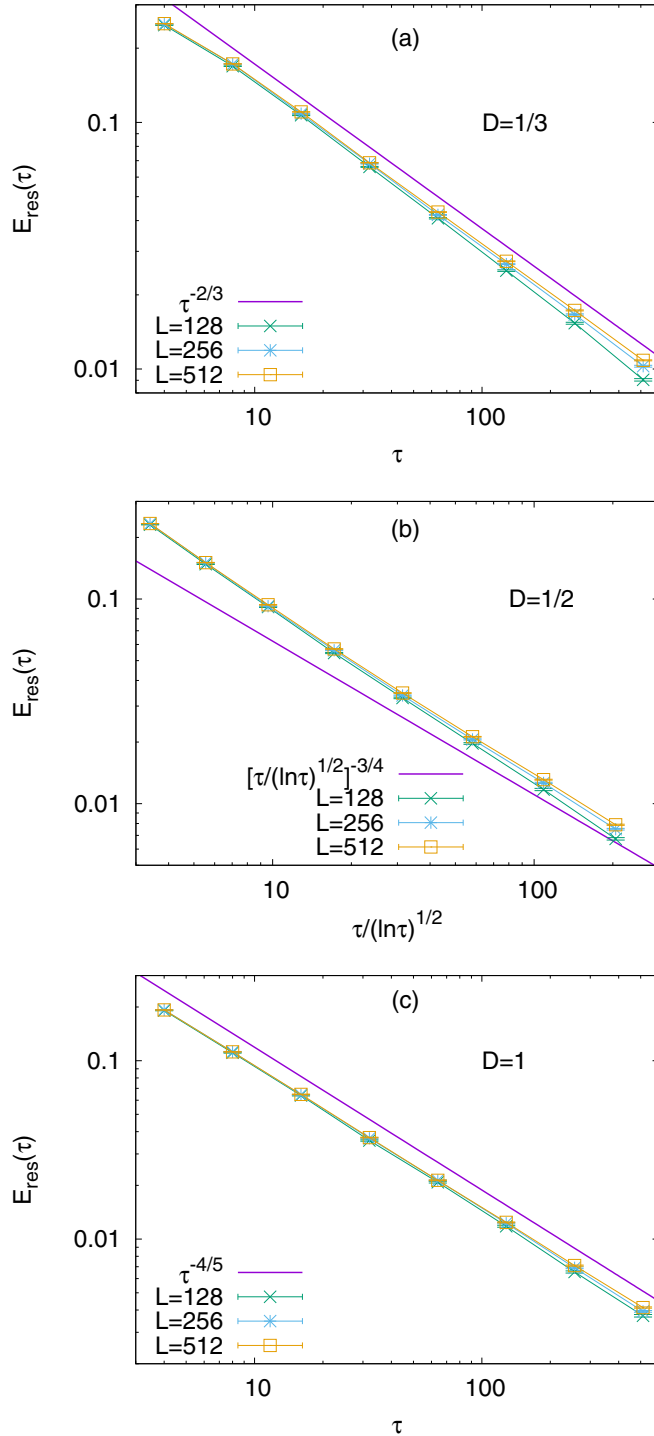 (a)
D=1/3
0.1
0.01
E_res(τ)
τ^-2/3
L=128
L=256
L=512
10
100
τ
(b)
D=1/2
0.1
0.01
E_res(τ)
[τ/(lnτ)^1/2]^-3/4
L=128
L=256
L=512
10
100
τ/(lnτ)^1/2
(c)
D=1
0.1
0.01
E_res(τ)
τ^-4/5
L=128
L=256
L=512
10
100
τ